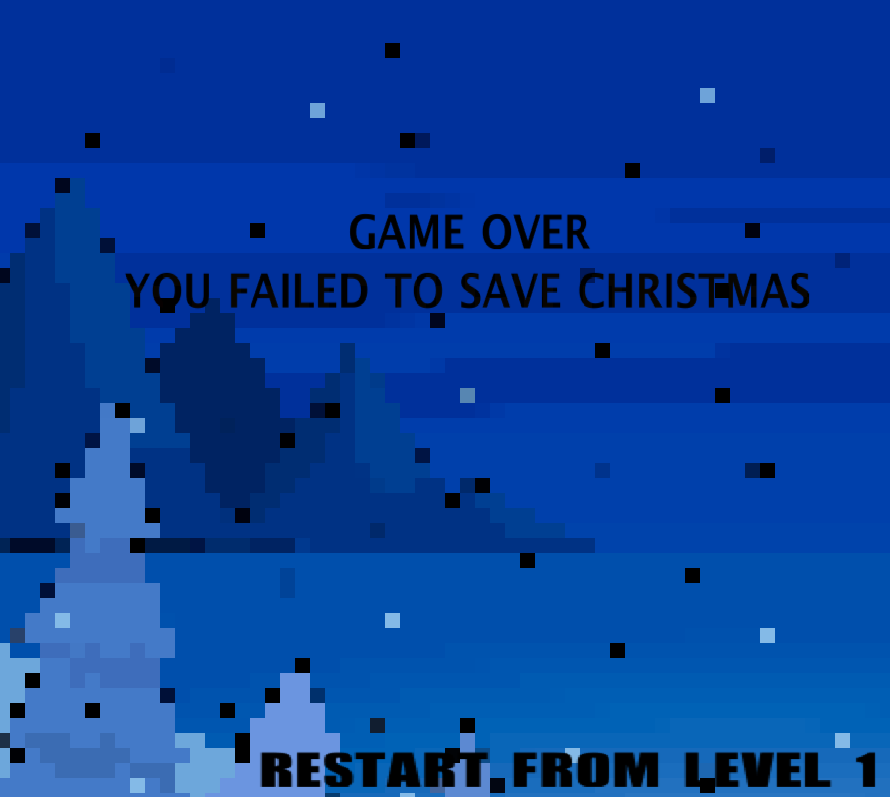 GAME OVER
YOU FAILED TO SAVE CHRISTMAS
RESTART FROM LEVEL 1